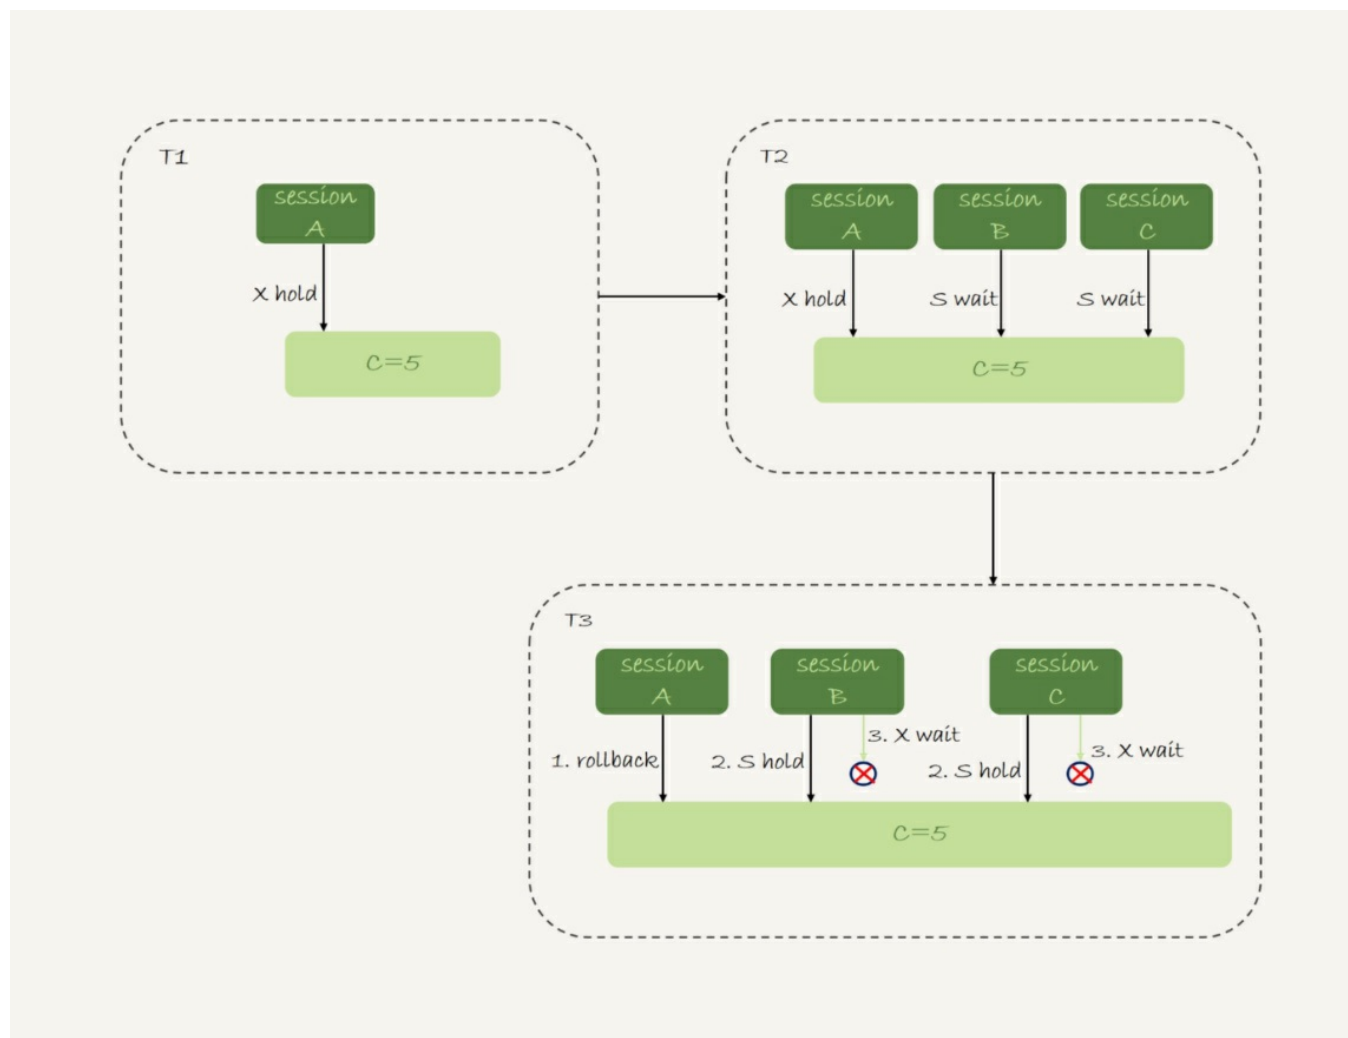 T1
session
A
X hold
C=5
T2
session
A
session
B
session
C
X hold
S wait
S wait
C=5
T3
session
A
session
B
session
C
1. rollback
2. S hold
3. X wait
2. S hold
3. X wait
C=5